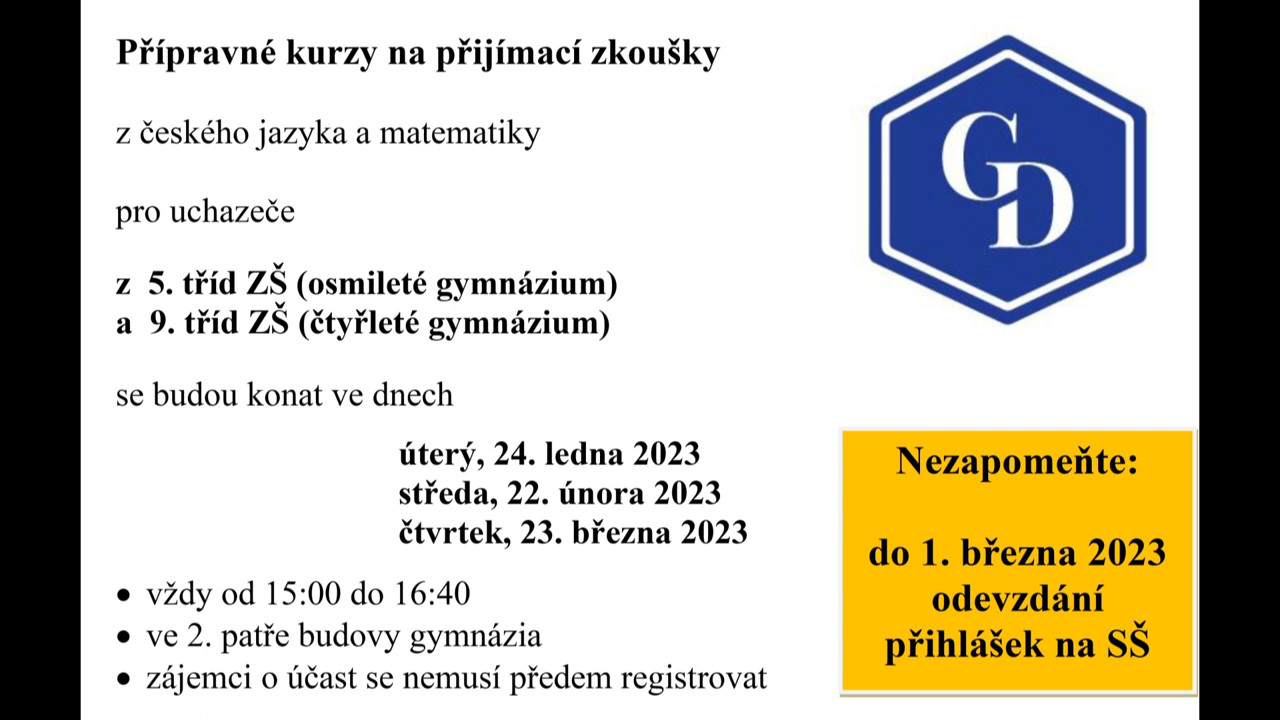 Přípravné kurzy na přijímací zkoušky
z českého jazyka a matematiky
pro uchazeče
z 5. tříd ZŠ (osmileté gymnázium)
a 9. tříd ZŠ (čtyřleté gymnázium)
se budou konat ve dnech
úterý, 24. ledna 2023
středa, 22. února 2023
čtvrtek, 23. března 2023
• vždy od 15:00 do 16:40
• ve 2. patře budovy gymnázia
• zájemci o účast se nemusí předem registrovat
GD
Nezapomeňte:
do 1. března 2023
odevzdání
přihlášek na SŠ